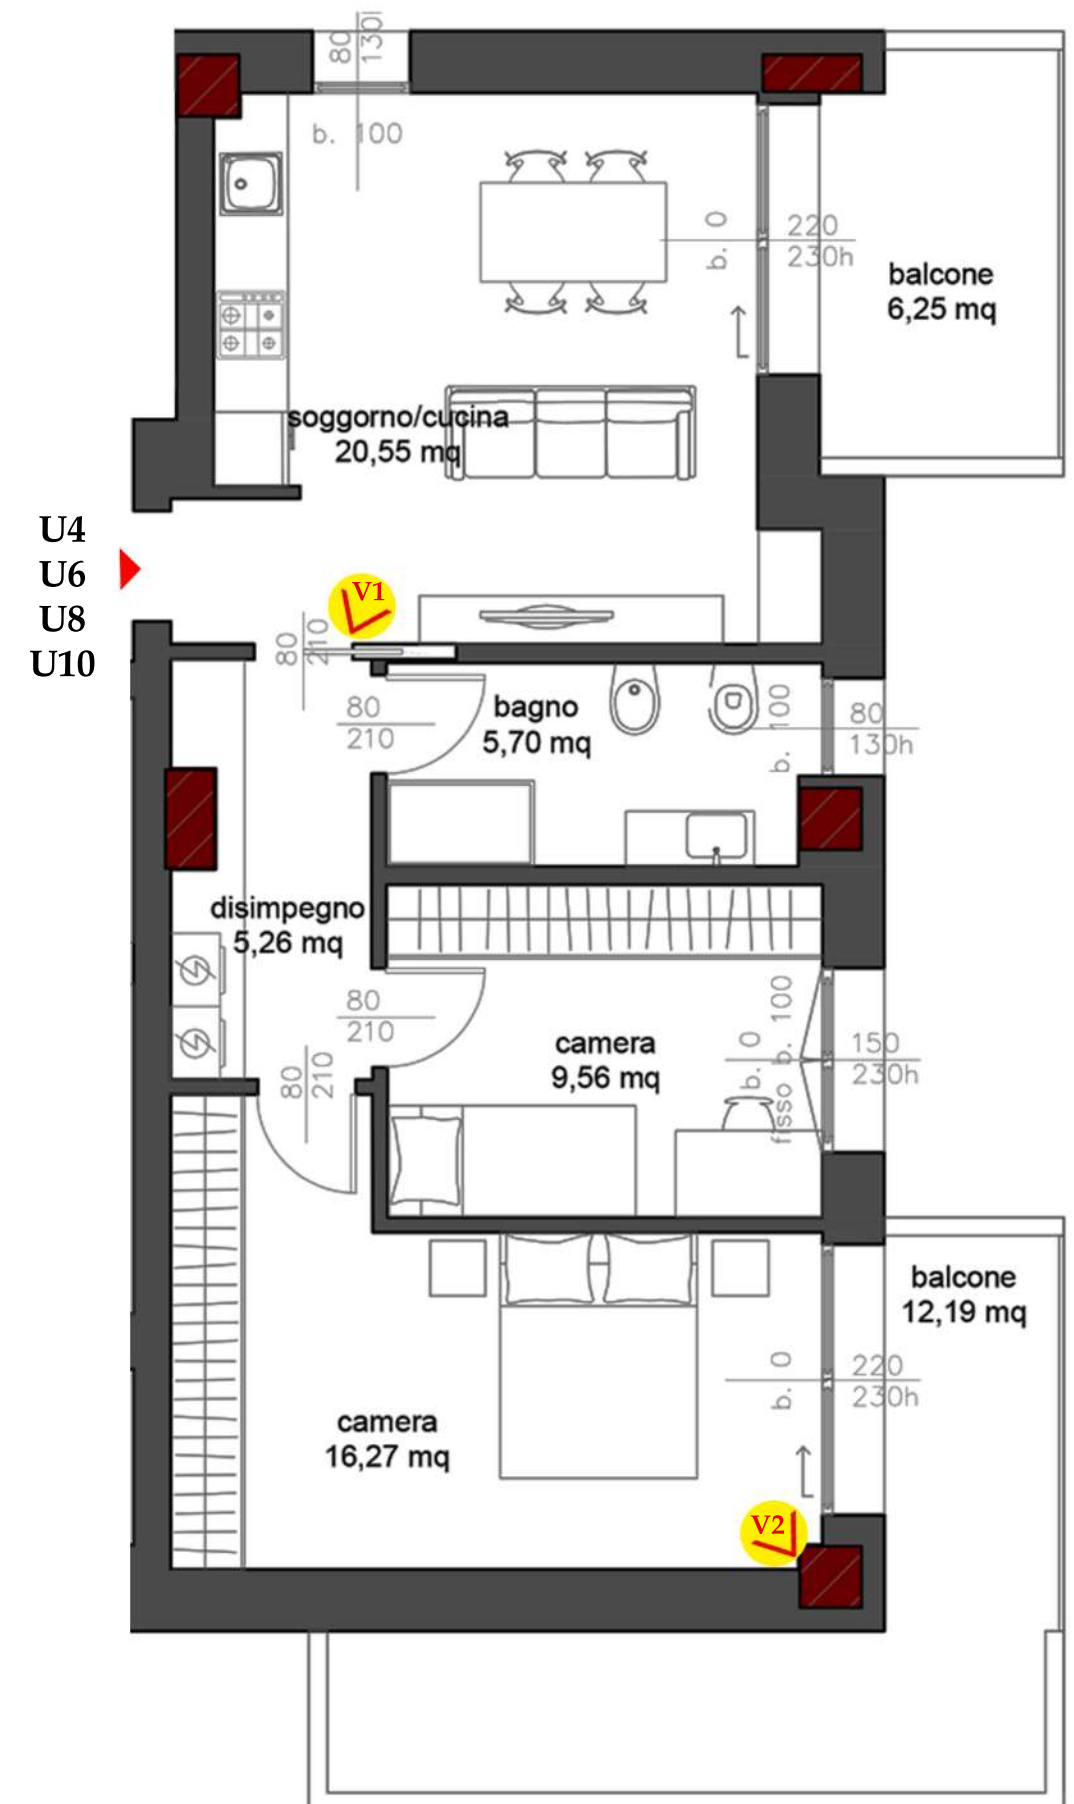 80
130h
b. 100
b. 0
220
230h
balcone
6,25 mq
soggorno/cucina
20,55 mq
U4
U6
U8
U10
V1
80
210
80
210
bagno
5,70 mq
b. 100
80
130h
disimpegno
5,26 mq
80
210
camera
9,56 mq
b. 0
fisso b. 100
150
230h
80
210
balcone
12,19 mq
b. 0
220
230h
camera
16,27 mq
V2